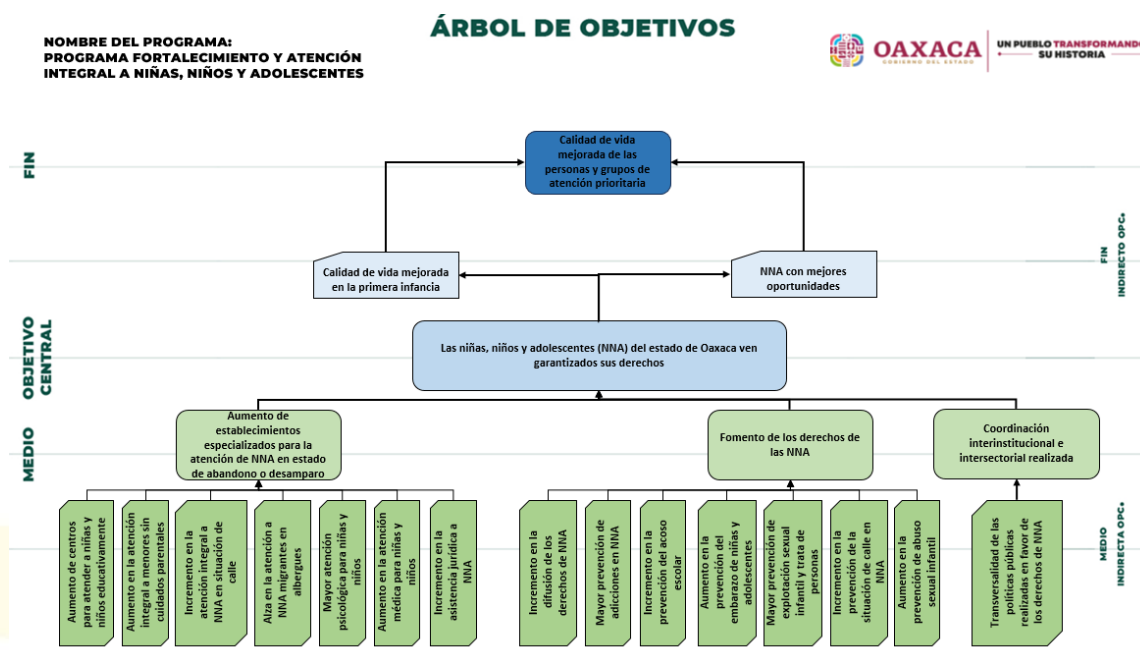 ÁRBOL DE OBJETIVOS
NOMBRE DEL PROGRAMA:
PROGRAMA FORTALECIMIENTO Y ATENCIÓN
INTEGRAL A NIÑAS, NIÑOS Y ADOLESCENTES
OAXACA
GOBIERNO DEL ESTADO
UN PUEBLO TRANSFORMANDO
SU HISTORIA
FIN
Calidad de vida
mejorada de las
personas y grupos de
atención prioritaria
Calidad de vida mejorada
en la primera infancia
NNA con mejores
oportunidades
FIN
INDIRECTO OPC.
OBJETIVO
CENTRAL
Las niñas, niños y adolescentes (NNA) del estado de Oaxaca ven
garantizados sus derechos
MEDIO
Aumento de
establecimientos
especializados para la
atención de NNA en estado
de abandono o desamparo
Fomento de los derechos de
las NNA
Coordinación
interinstitucional e
intersectorial realizada
Aumento de centros
para atender a niñas y
niños educativamente
Aumento en la atención
integral a menores sin
cuidados parentales
Incremento en la
atención integral a
NNA en situación de
calle
Alza en la atención a
NNA migrantes en
albergues
Mayor atención
psicológica para niñas y
niños
Aumento en la atención
médica para niñas y
niños
Incremento en la
asistencia jurídica a
NNA
Incremento en la
difusión de los
derechos de NNA
Mayor prevención de
adicciones en NNA
Incremento en la
prevención del acoso
escolar
Aumento en la
prevención del
embarazo de niñas y
adolescentes
Mayor prevención de
explotación sexual
infantil y trata de
personas
Incremento en la
prevención de la
situación de calle en
NNA
Aumento en la
prevención de abuso
sexual infantil
Transversalidad de las
políticas públicas
realizadas en favor de
los derechos de NNA
MEDIO
INDIRECTA OPC.